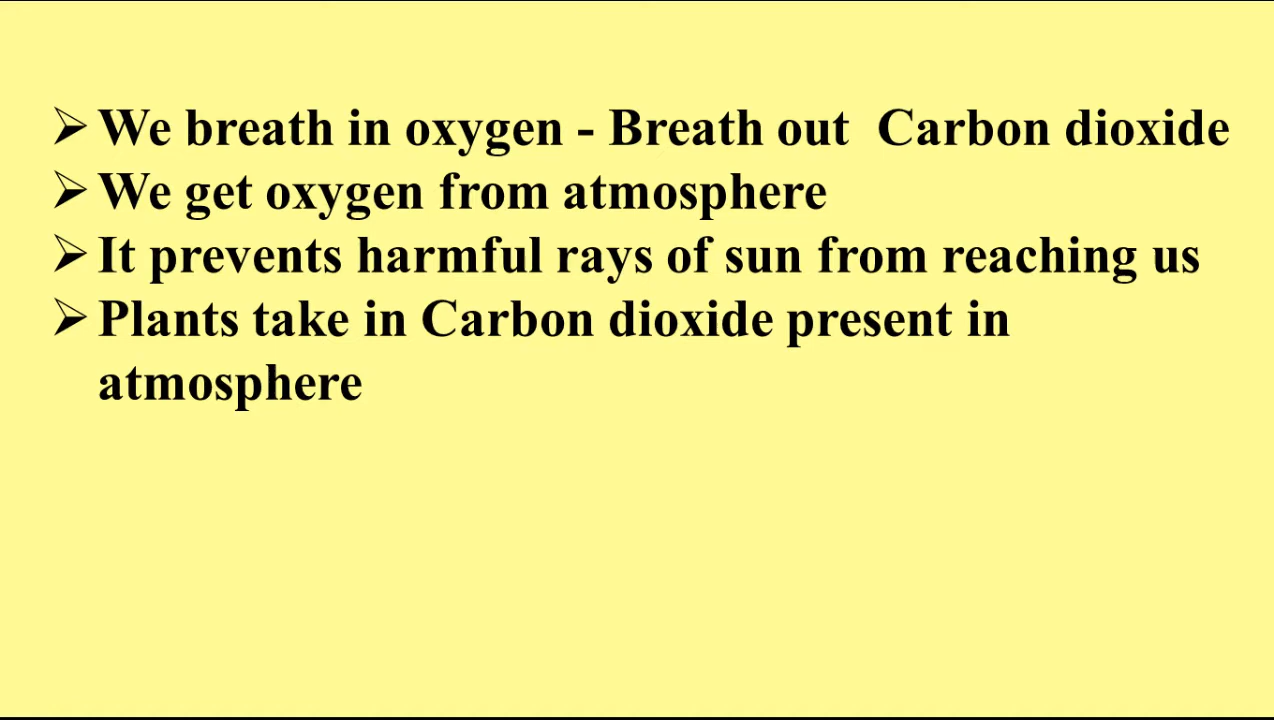 ➢ We breath in oxygen - Breath out  Carbon dioxide
➢ We get oxygen from atmosphere
➢ It prevents harmful rays of sun from reaching us
➢ Plants take in Carbon dioxide present in
atmosphere